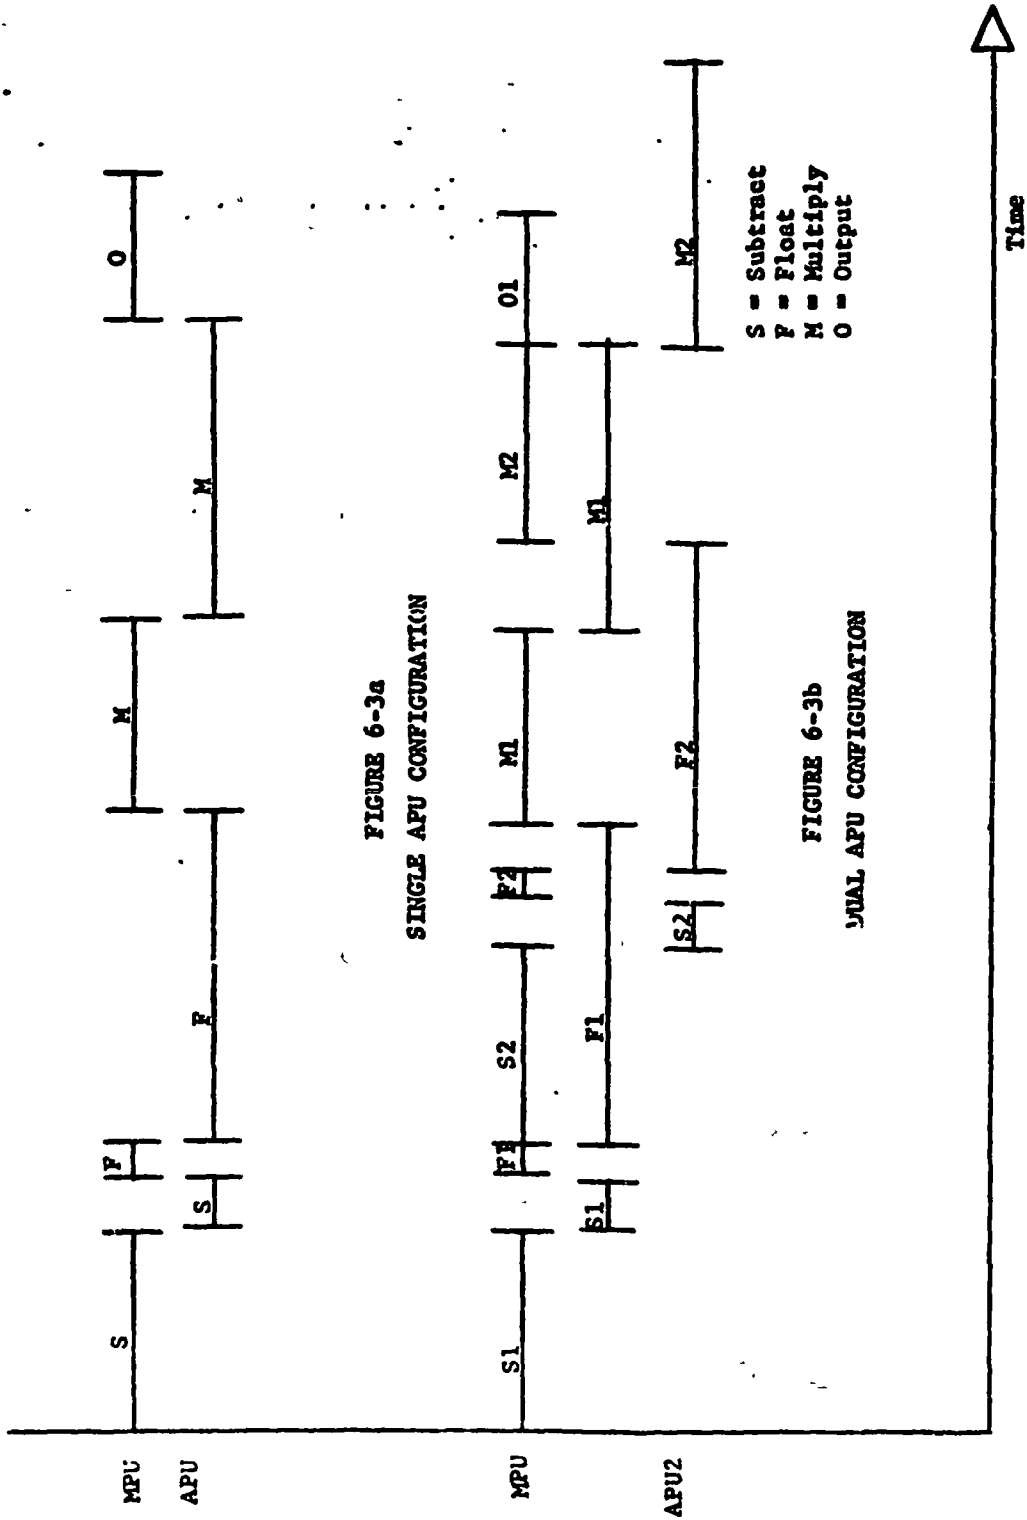 MPU
S
F
M
O
APU
S
F
M
FIGURE 6-3a
SINGLE APU CONFIGURATION
MPU
S1
F1
S2
F2
M1
M2
O1
S1
F1
M1
APU2
S2
F2
M2
S = Subtract
F = Float
M = Multiply
O = Output
FIGURE 6-3b
DUAL APU CONFIGURATION
Time